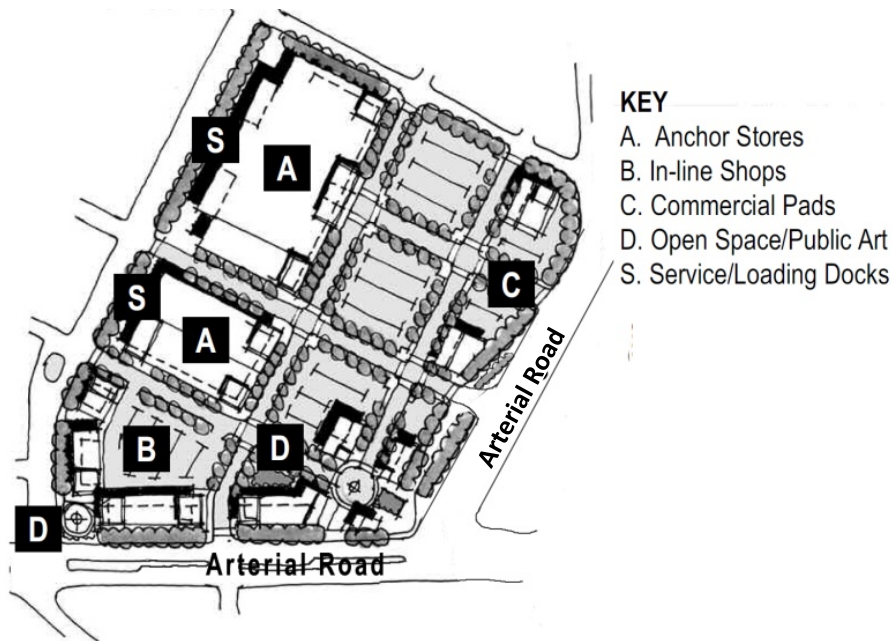 KEY
A. Anchor Stores
B. In-line Shops
C. Commercial Pads
D. Open Space/Public Art
S. Service/Loading Docks
S
A
C
S
A
B
D
D
Arterial Road
Arterial Road